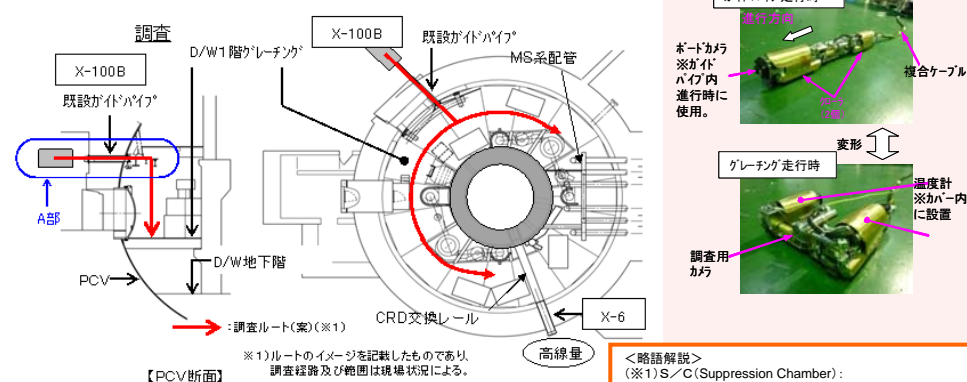 調査
X-100B
既設ガイドパイプ
A部
PCV
D/W1階グレーチング
D/W地下階
:調査ルート(案)(※1)
【PCV断面】
X-100B
既設ガイドパイプ
MS系配管
CRD交換レール
X-6
高線量
※1)ルートのイメージを記載したものであり、
調査経路及び範囲は現場状況による。
進行方向
ボードカメラ
※ガイド
パイプ内
進行時に
使用。
複合ケーブル
変形
グレーチング走行時
温度計
※カバー内
に設置
調査用
カメラ
<略語解説>
(※1)S/C(Suppression Chamber):